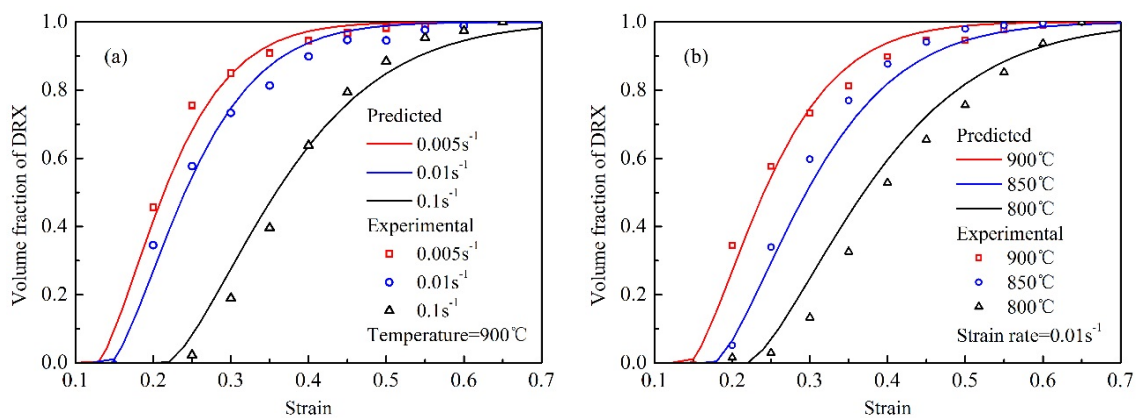 1.0
(a)
0.8
Predicted
0.005s⁻¹
0.6
0.01s⁻¹
0.1s⁻¹
Volume fraction of DRX
0.4
Experimental
0.005s⁻¹
0.2
0.01s⁻¹
0.1s⁻¹
Temperature=900℃
0.0
0.1 0.2 0.3 0.4 0.5 0.6 0.7
Strain
1.0
(b)
0.8
Predicted
0.6
900℃
850℃
Volume fraction of DRX
800℃
0.4
Experimental
900℃
0.2
850℃
800℃
Strain rate=0.01s⁻¹
0.0
0.1 0.2 0.3 0.4 0.5 0.6 0.7
Strain